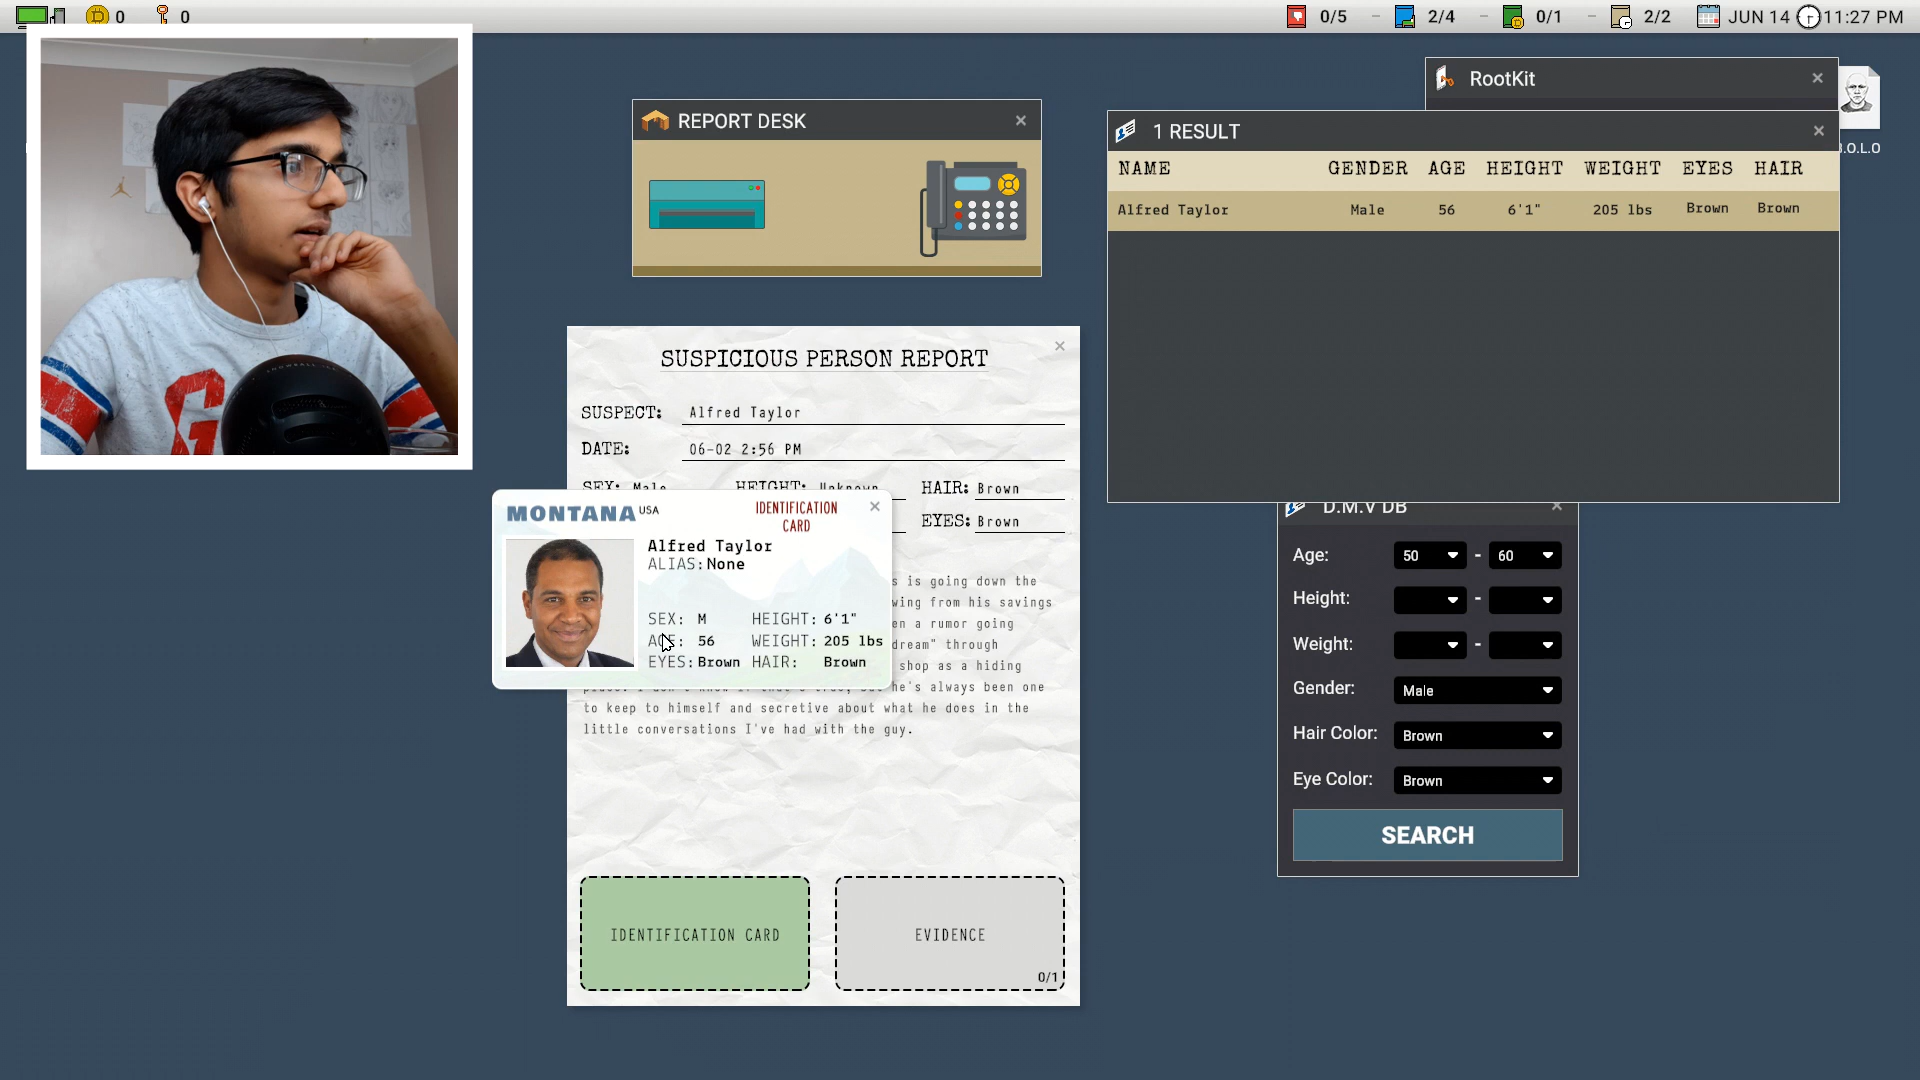 0
0
0/5
2/4
0/1
2/2
JUN 14
11:27 PM
REPORT DESK
RootKit
B.O.L.O
1 RESULT
NAME GENDER AGE HEIGHT WEIGHT EYES HAIR
Alfred Taylor Male 56 6'1" 205 lbs Brown Brown
SUSPICIOUS PERSON REPORT
SUSPECT: Alfred Taylor
DATE: 06-02 2:56 PM
SEX: Male HEIGHT: Unknown HAIR: Brown
EYES: Brown
s is going down the
wing from his savings
en a rumor going
dream" through
shop as a hiding
he's always been one
to keep to himself and secretive about what he does in the
little conversations I've had with the guy.
IDENTIFICATION CARD
EVIDENCE
0/1
MONTANA USA
IDENTIFICATION
CARD
Alfred Taylor
ALIAS: None
SEX: M HEIGHT: 6'1"
AGE: 56 WEIGHT: 205 lbs
EYES: Brown HAIR: Brown
D.M.V DB
Age: 50 - 60
Height: -
Weight: -
Gender: Male
Hair Color: Brown
Eye Color: Brown
SEARCH